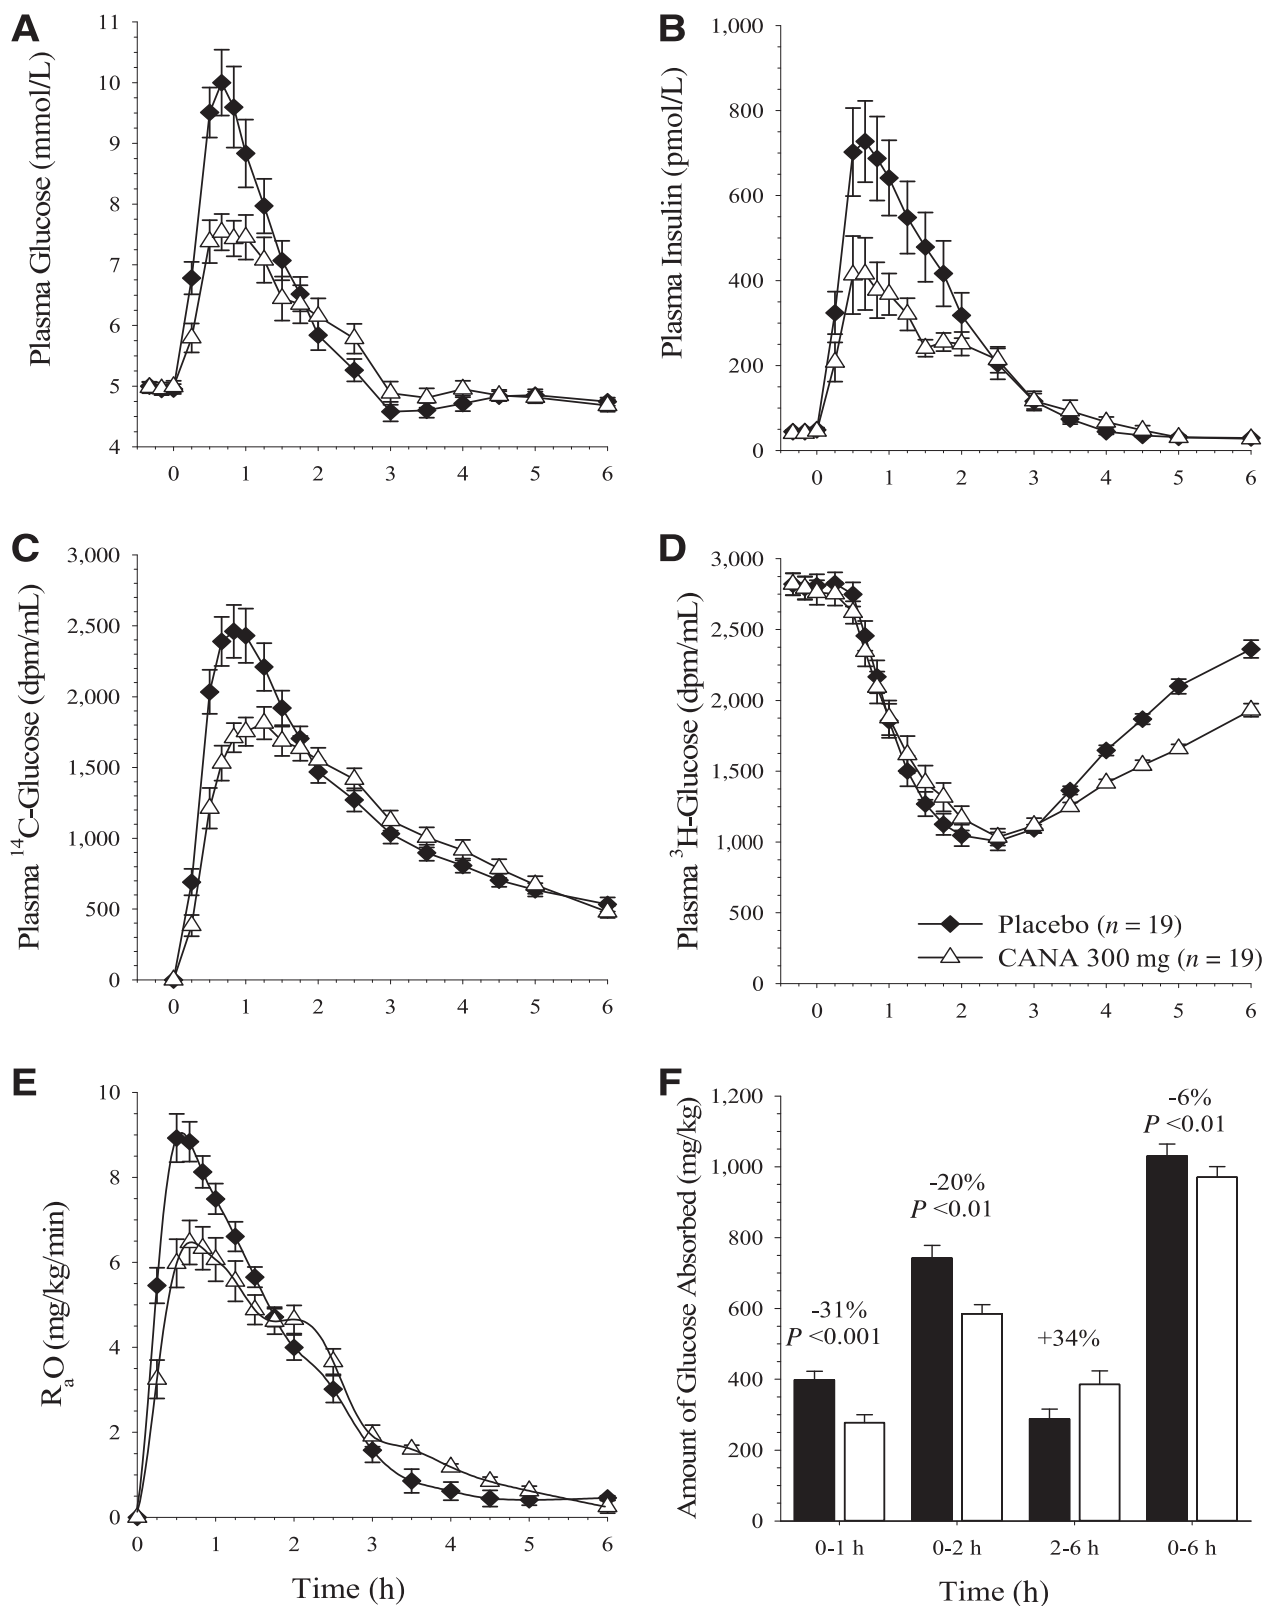 A
Plasma Glucose (mmol/L)
11
10
9
8
7
6
5
4
0 1 2 3 4 5 6
B
Plasma Insulin (pmol/L)
1,000
800
600
400
200
0
0 1 2 3 4 5 6
C
Plasma 14C-Glucose (dpm/mL)
3,000
2,500
2,000
1,500
1,000
500
0
0 1 2 3 4 5 6
D
Plasma 3H-Glucose (dpm/mL)
3,000
2,500
2,000
1,500
1,000
500
0
Placebo (n = 19)
CANA 300 mg (n = 19)
0 1 2 3 4 5 6
E
RaO (mg/kg/min)
10
8
6
4
2
0
0 1 2 3 4 5 6
Time (h)
F
Amount of Glucose Absorbed (mg/kg)
1,200
1,000
800
600
400
200
0
-31%
P <0.001
-20%
P <0.01
+34%
-6%
P <0.01
0-1 h 0-2 h 2-6 h 0-6 h
Time (h)